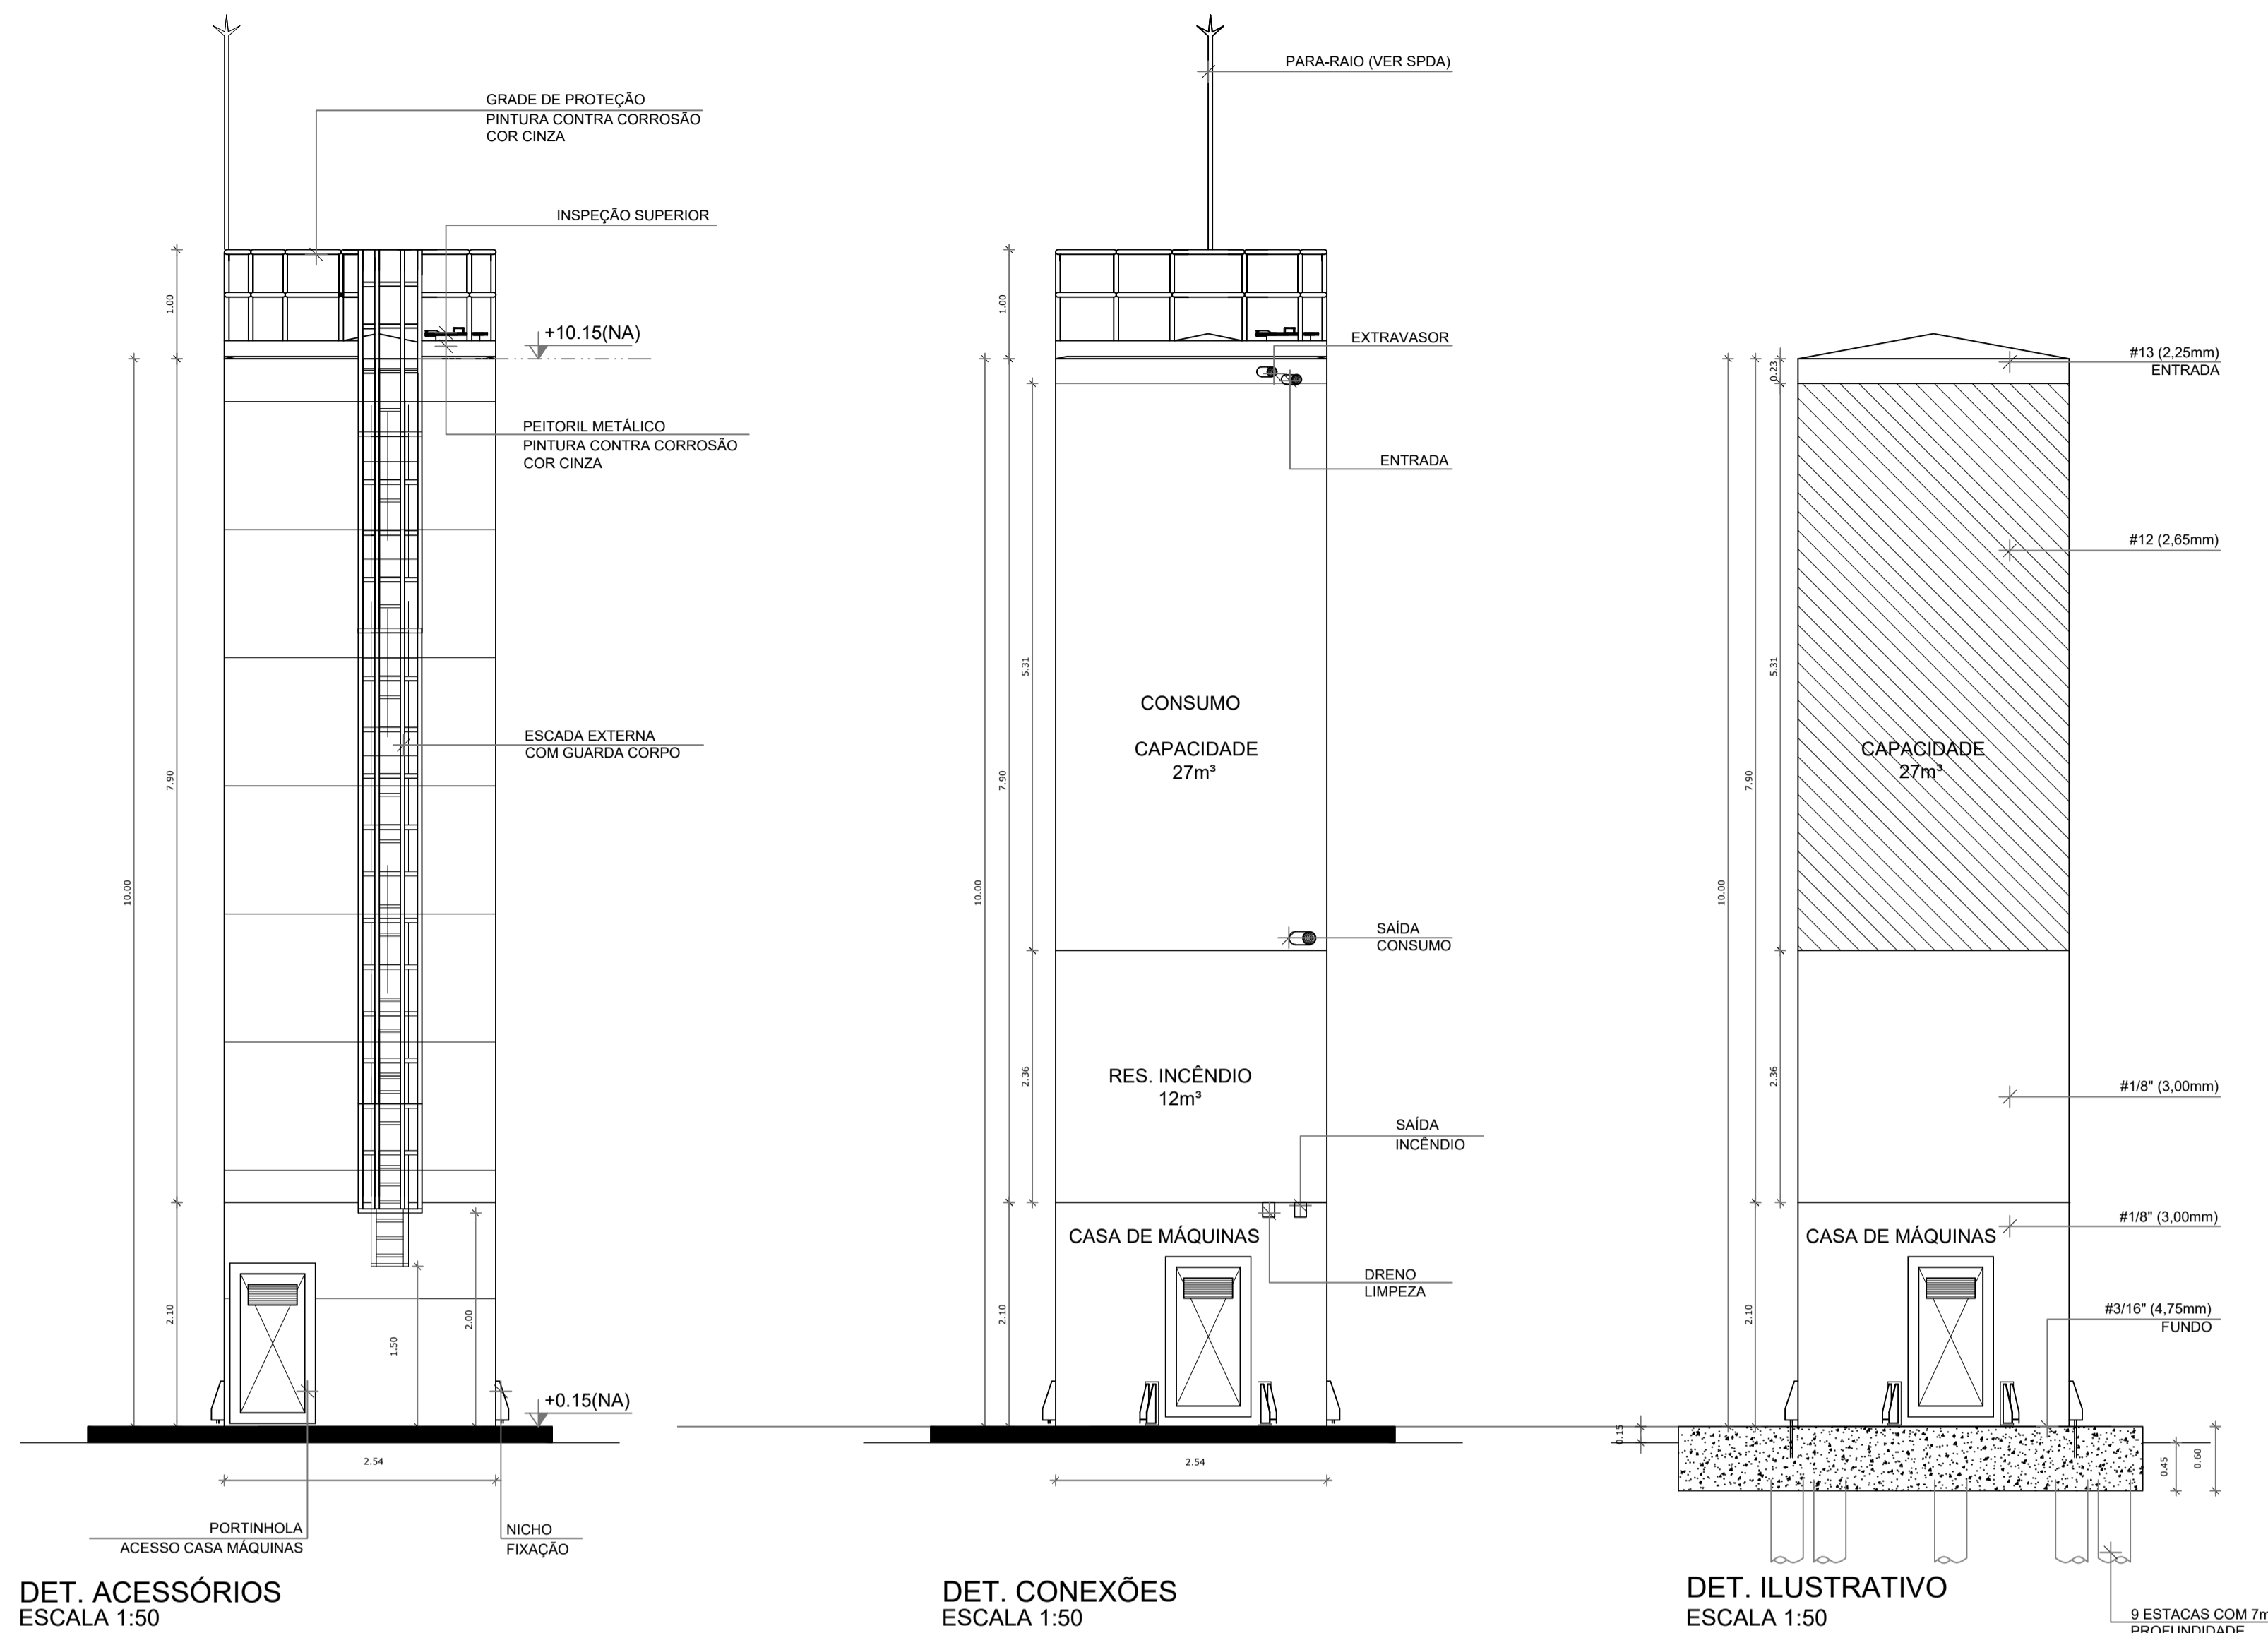 GRADE DE PROTEÇÃO
PINTURA CONTRA CORROSÃO
COR CINZA
INSPEÇÃO SUPERIOR
+10.15(NA)
PEITORIL METÁLICO
PINTURA CONTRA CORROSÃO
COR CINZA
ESCADA EXTERNA
COM GUARDA CORPO
1.00
7.90
10.00
2.10
1.50
2.00
+0.15(NA)
2.54
PORTINHOLA
ACESSO CASA MÁQUINAS
NICHO
FIXAÇÃO
DET. ACESSÓRIOS
ESCALA 1:50
PARA-RAIO (VER SPDA)
1.00
EXTRAVASOR
ENTRADA
5.31
CONSUMO
CAPACIDADE
27m³
7.90
10.00
SAÍDA
CONSUMO
2.36
RES. INCÊNDIO
12m³
SAÍDA
INCÊNDIO
CASA DE MÁQUINAS
DRENO
LIMPEZA
2.10
2.54
DET. CONEXÕES
ESCALA 1:50
0.23
#13 (2,25mm)
ENTRADA
#12 (2,65mm)
5.31
CAPACIDADE
27m³
7.90
10.00
2.36
#1/8" (3,00mm)
#1/8" (3,00mm)
CASA DE MÁQUINAS
2.10
#3/16" (4,75mm)
FUNDO
0.15
0.45
0.60
DET. ILUSTRATIVO
ESCALA 1:50
9 ESTACAS COM 7m
PROFUNDIDADE